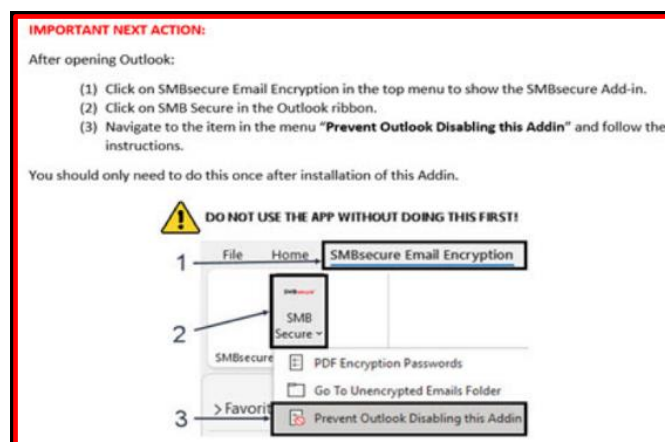 IMPORTANT NEXT ACTION:
After opening Outlook:
(1) Click on SMBsecure Email Encryption in the top menu to show the SMBsecure Add-in.
(2) Click on SMB Secure in the Outlook ribbon.
(3) Navigate to the item in the menu “Prevent Outlook Disabling this Addin” and follow the
instructions.
You should only need to do this once after installation of this Addin.
DO NOT USE THE APP WITHOUT DOING THIS FIRST!
1
File Home SMBsecure Email Encryption
SMBsecure
2
SMB
Secure
SMBsecure
PDF Encryption Passwords
Go To Unencrypted Emails Folder
> Favorit
3
Prevent Outlook Disabling this Addin